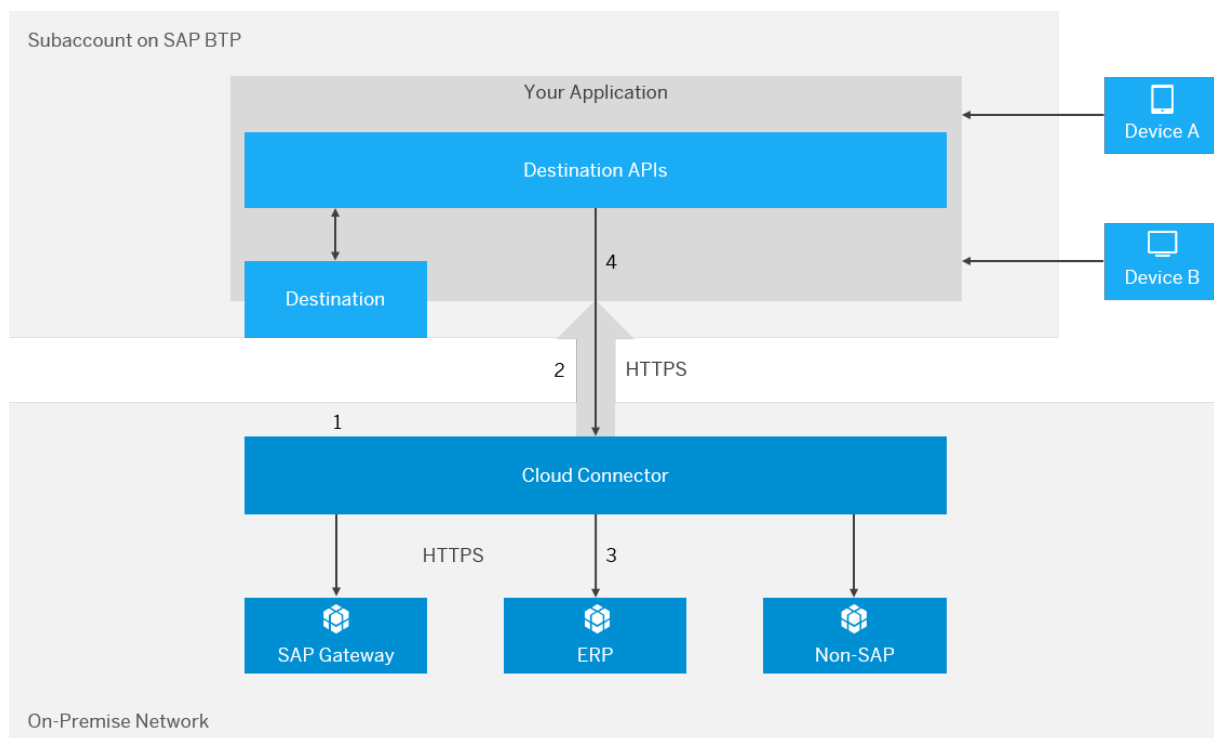 Subaccount on SAP BTP
Your Application
Device A
Destination APIs
4
Device B
Destination
2
HTTPS
1
Cloud Connector
HTTPS
3
SAP Gateway
ERP
Non-SAP
On-Premise Network